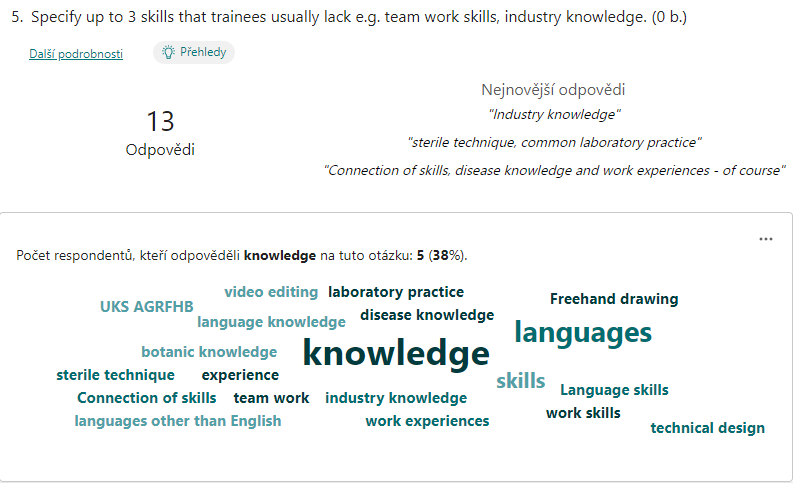 5. Specify up to 3 skills that trainees usually lack e.g. team work skills, industry knowledge. (0 b.)
Další podrobnosti
Přehledy
13
Odpovědi
Nejnovější odpovědi
"Industry knowledge"
"sterile technique, common laboratory practice"
"Connection of skills, disease knowledge and work experiences - of course"
...
Počet respondentů, kteří odpověděli knowledge na tuto otázku: 5 (38%).
video editing laboratory practice
UKS AGRFHB Freehand drawing
language knowledge disease knowledge
languages
botanic knowledge knowledge
sterile technique experience skills
Connection of skills team work industry knowledge Language skills
languages other than English work experiences work skills
technical design